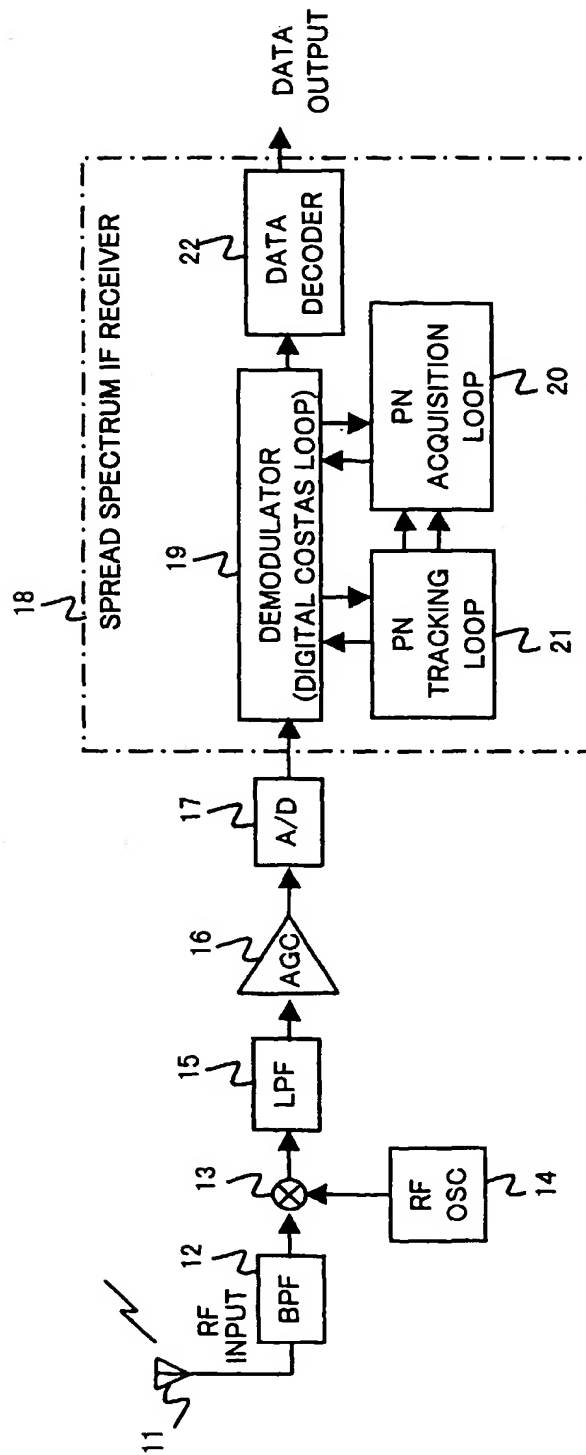 11
RF
INPUT
12
BPF
13
RF
OSC
14
15
LPF
16
AGC
17
A/D
18
SPREAD SPECTRUM IF RECEIVER
19
DEMODULATOR
(DIGITAL COSTAS LOOP)
PN
TRACKING
LOOP
21
PN
ACQUISITION
LOOP
20
22
DATA
DECODER
DATA
OUTPUT